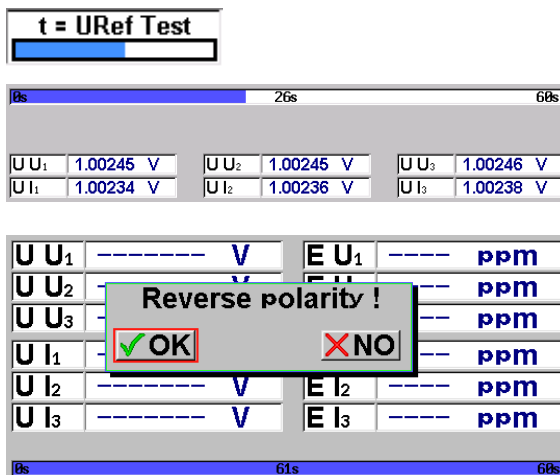 t = URef Test
0s 26s 60s
U U₁ 1.00245 V U U₂ 1.00245 V U U₃ 1.00246 V
U I₁ 1.00234 V U I₂ 1.00236 V U I₃ 1.00238 V
U U₁ ------- V E U₁ ---- ppm
U U₂ V E U ppm
Reverse polarity !
U U₃ ppm
OK NO
U I₁ ppm
U I₂ ------- V E I₂ ---- ppm
U I₃ ------- V E I₃ ---- ppm
0s 61s 60s